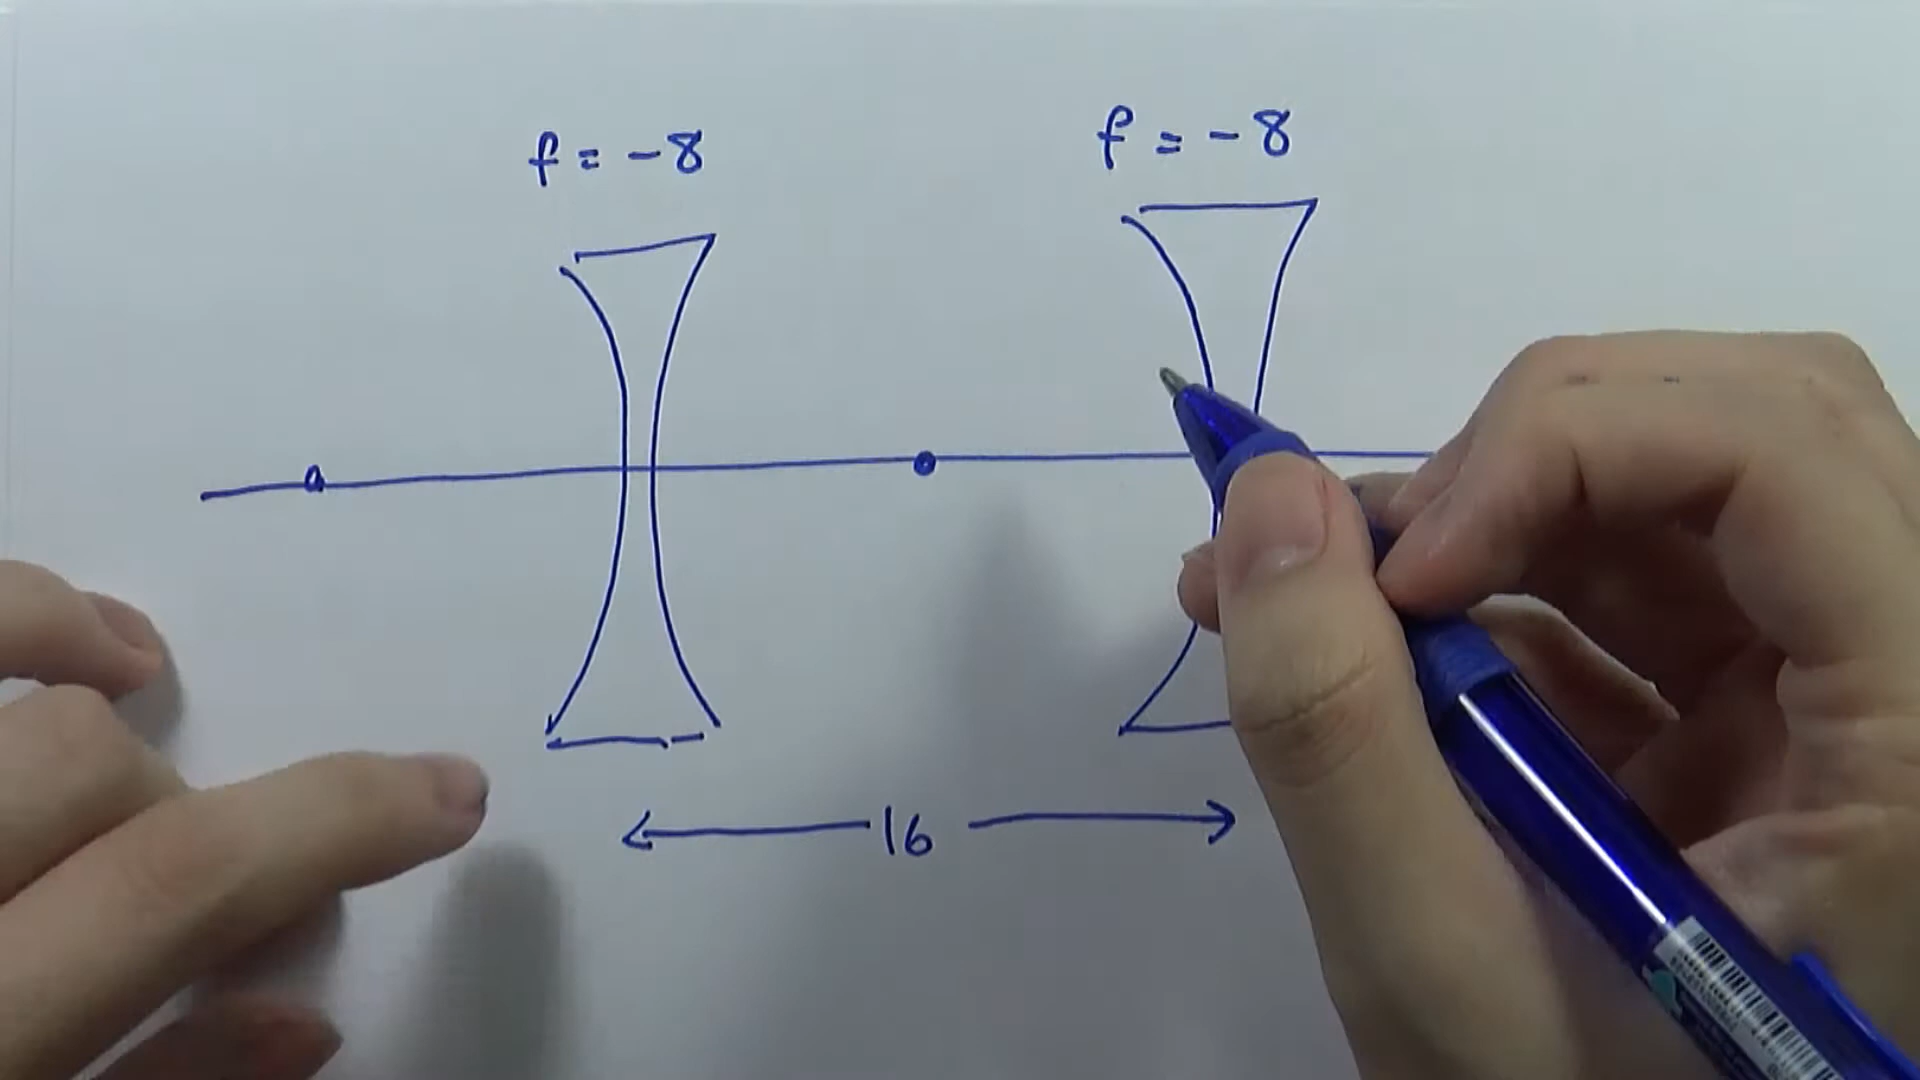 f = -8
f = -8
16